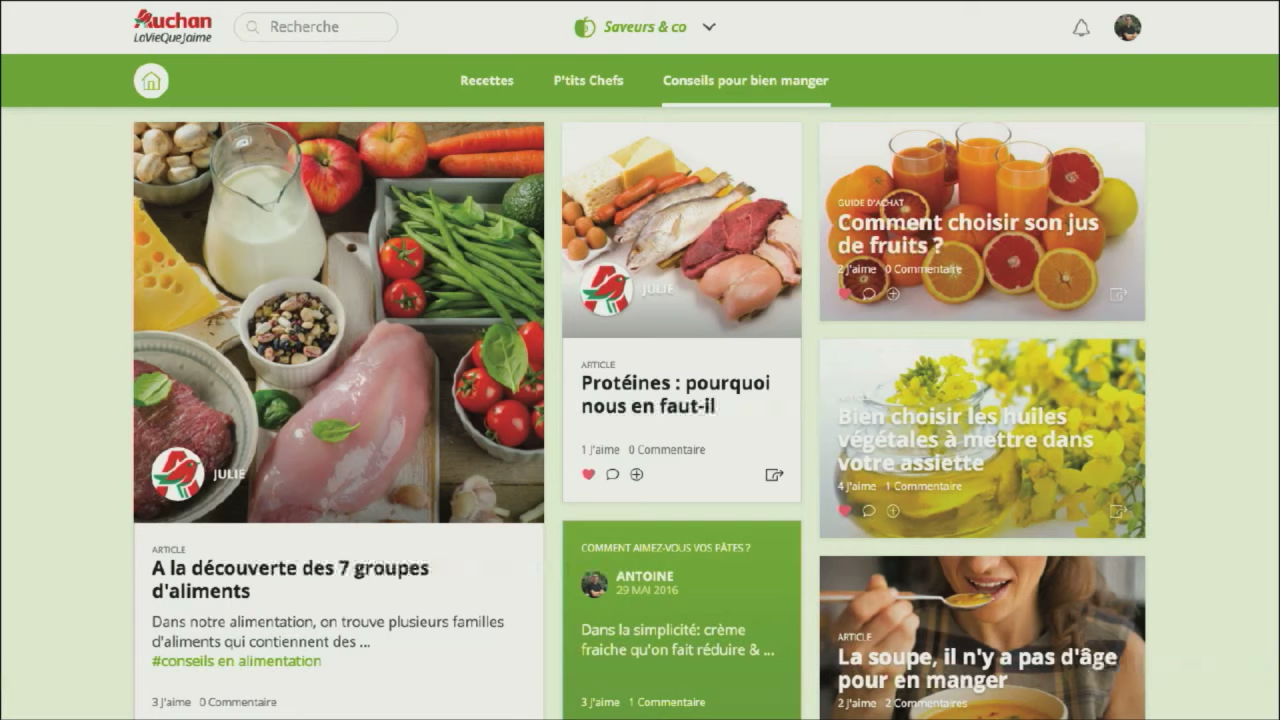 Auchan
LaVieQueJaime
Recherche
Saveurs & co
Recettes
P'tits Chefs
Conseils pour bien manger
JULIE
ARTICLE
A la découverte des 7 groupes
d'aliments
Dans notre alimentation, on trouve plusieurs familles
d'aliments qui contiennent des ...
#conseils en alimentation
3 J'aime 0 Commentaire
JULIE
ARTICLE
Protéines : pourquoi
nous en faut-il
1 J'aime 0 Commentaire
COMMENT AIMEZ-VOUS VOS PÂTES ?
ANTOINE
29 MAI 2016
Dans la simplicité: crème
fraiche qu'on fait réduire & ...
3 J'aime 1 Commentaire
GUIDE D'ACHAT
Comment choisir son jus
de fruits ?
2 J'aime 0 Commentaire
Bien choisir les huiles
végétales à mettre dans
votre assiette
4 J'aime 1 Commentaire
ARTICLE
La soupe, il n'y a pas d'âge
pour en manger
2 J'aime 2 Commentaires